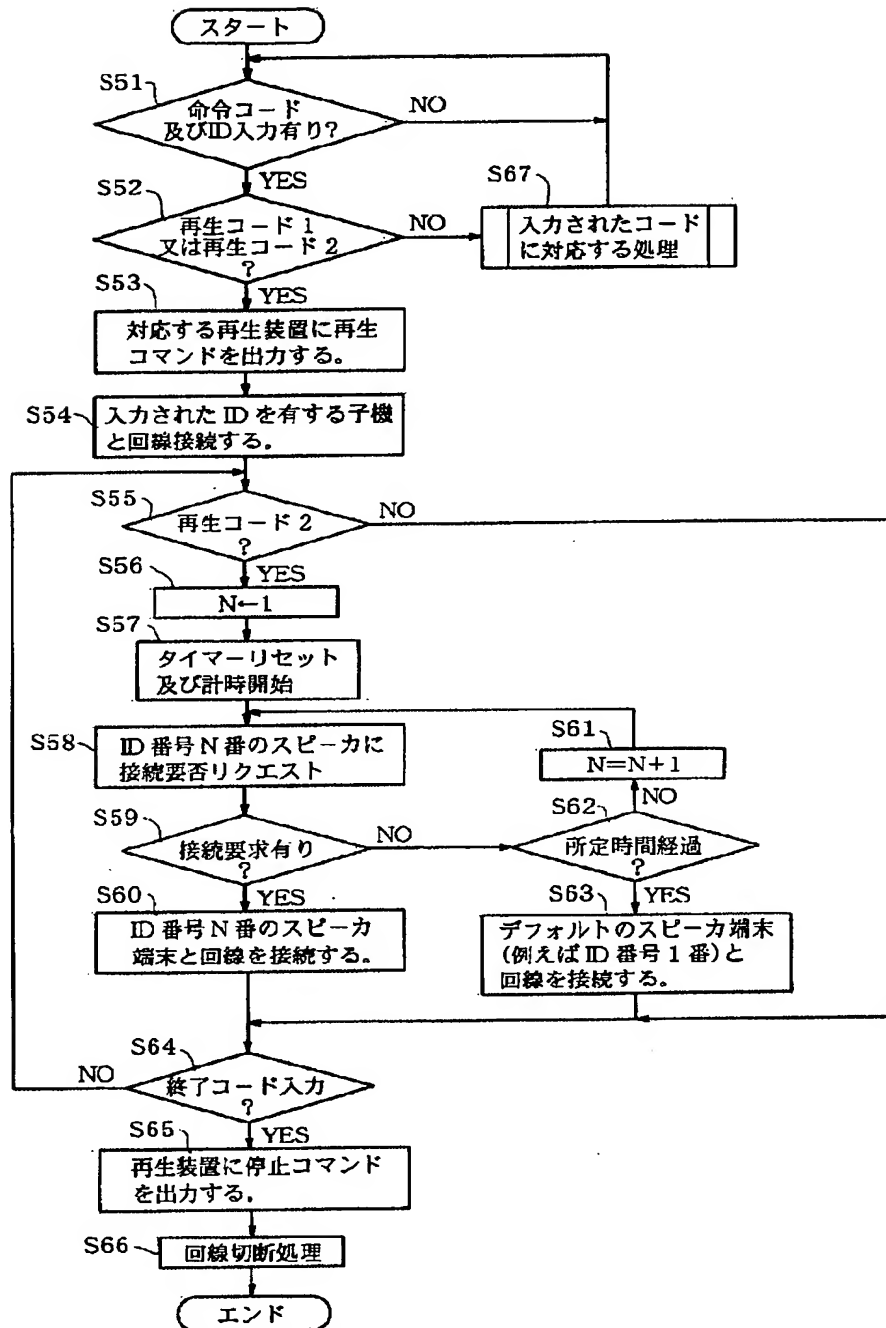 スタート
S51
命令コード
及びID入力有り?
NO
YES
S52
再生コード 1
又は再生コード 2
?
NO
S67
入力されたコード
に対応する処理
YES
S53
対応する再生装置に再生
コマンドを出力する。
S54
入力された ID を有する子機
と回線接続する。
S55
再生コード 2
?
NO
YES
S56
N←1
S57
タイマーリセット
及び計時開始
S58
ID 番号 N 番のスピーカに
接続要否リクエスト
S61
N=N+1
S59
接続要求有り
?
NO
S62
NO
所定時間経過
?
YES
S60
ID 番号 N 番のスピーカ
端末と回線を接続する。
YES
S63
デフォルトのスピーカ端末
(例えば ID 番号 1 番)と
回線を接続する。
S64
終了コード入力
?
NO
YES
S65
再生装置に停止コマンド
を出力する。
S66
回線切断処理
エンド